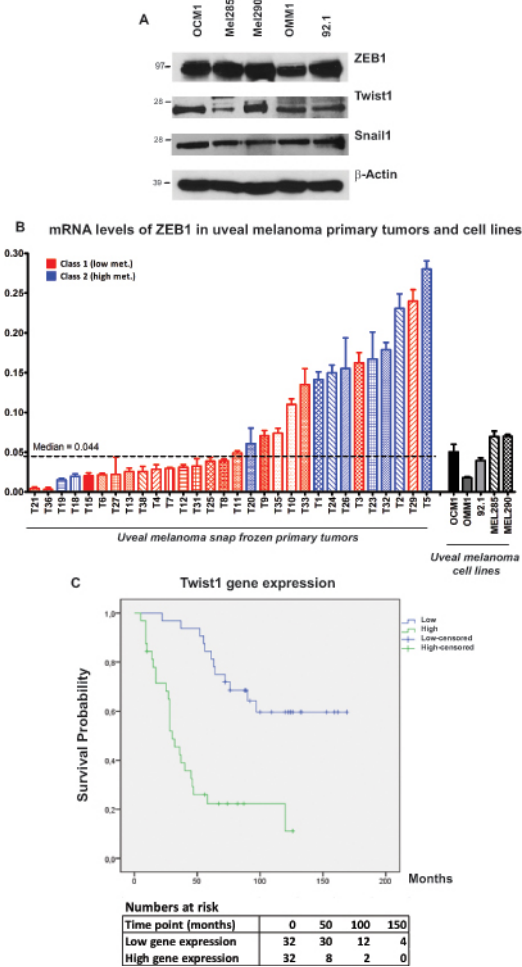 A
OCM1 Mel285 Mel290 OMM1 92.1
97- ZEB1
28 - Twist1
28 - Snail1
39 - β-Actin
B mRNA levels of ZEB1 in uveal melanoma primary tumors and cell lines
0.30
0.25
0.20
0.15
0.10
0.05
0.00
Class 1 (low met.)
Class 2 (high met.)
Median = 0.044
T21 T36 T19 T18 T15 T6 T27 T13 T38 T4 T7 T12 T31 T25 T8 T11 T20 T9 T35 T10 T33 T1 T24 T26 T3 T23 T32 T2 T29 T5
OCM1 OMM1 92.1 MEL285 MEL290
Uveal melanoma snap frozen primary tumors
Uveal melanoma
cell lines
C Twist1 gene expression
Survival Probability
1,0
0,8
0,6
0,4
0,2
0,0
Low
High
Low-censored
High-censored
0 50 100 150 200
Months
Numbers at risk
Time point (months) 0 50 100 150
Low gene expression 32 30 12 4
High gene expression 32 8 2 0